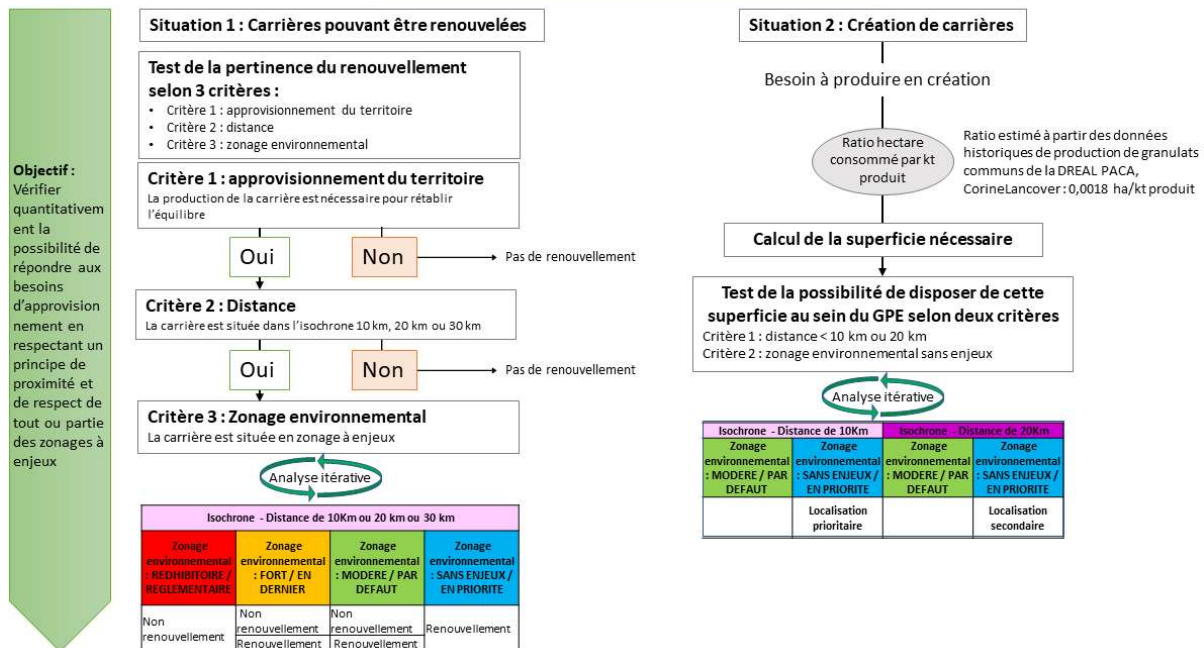 Objectif :
Vérifier
quantitativem
ent la
possibilité de
répondre aux
besoins
d'approvision
nement en
respectant un
principe de
proximité et
de respect de
tout ou partie
des zonages à
enjeux
Situation 1 : Carrières pouvant être renouvelées
Test de la pertinence du renouvellement
selon 3 critères :
• Critère 1 : approvisionnement du territoire
• Critère 2 : distance
• Critère 3 : zonage environnemental
Critère 1 : approvisionnement du territoire
La production de la carrière est nécessaire pour rétablir
l'équilibre
Oui
Non
Pas de renouvellement
Critère 2 : Distance
La carrière est située dans l'isochrone 10 km, 20 km ou 30 km
Oui
Non
Pas de renouvellement
Critère 3 : Zonage environnemental
La carrière est située en zonage à enjeux
Analyse itérative
Isochrone - Distance de 10Km ou 20 km ou 30 km
Zonage
environnemental
: REDHIBITOIRE /
REGLEMENTAIRE
Zonage
environnemental
: FORT / EN
DERNIER
Zonage
environnemental
: MODERE / PAR
DEFAUT
Zonage
environnemental
: SANS ENJEUX /
EN PRIORITE
Non
renouvellement
Non
renouvellement
Renouvellement
Non
renouvellement
Renouvellement
Renouvellement
Situation 2 : Création de carrières
Besoin à produire en création
Ratio hectare
consommé par kt
produit
Ratio estimé à partir des données
historiques de production de granulats
communs de la DREAL PACA,
CorineLancover : 0,0018 ha/kt produit
Calcul de la superficie nécessaire
Test de la possibilité de disposer de cette
superficie au sein du GPE selon deux critères
Critère 1 : distance < 10 km ou 20 km
Critère 2 : zonage environnemental sans enjeux
Analyse itérative
Isochrone - Distance de 10Km
Isochrone - Distance de 20Km
Zonage
environnemental
: MODERE / PAR
DEFAUT
Zonage
environnemental
: SANS ENJEUX /
EN PRIORITE
Zonage
environnemental
: MODERE / PAR
DEFAUT
Zonage
environnemental
: SANS ENJEUX /
EN PRIORITE
Localisation
prioritaire
Localisation
secondaire